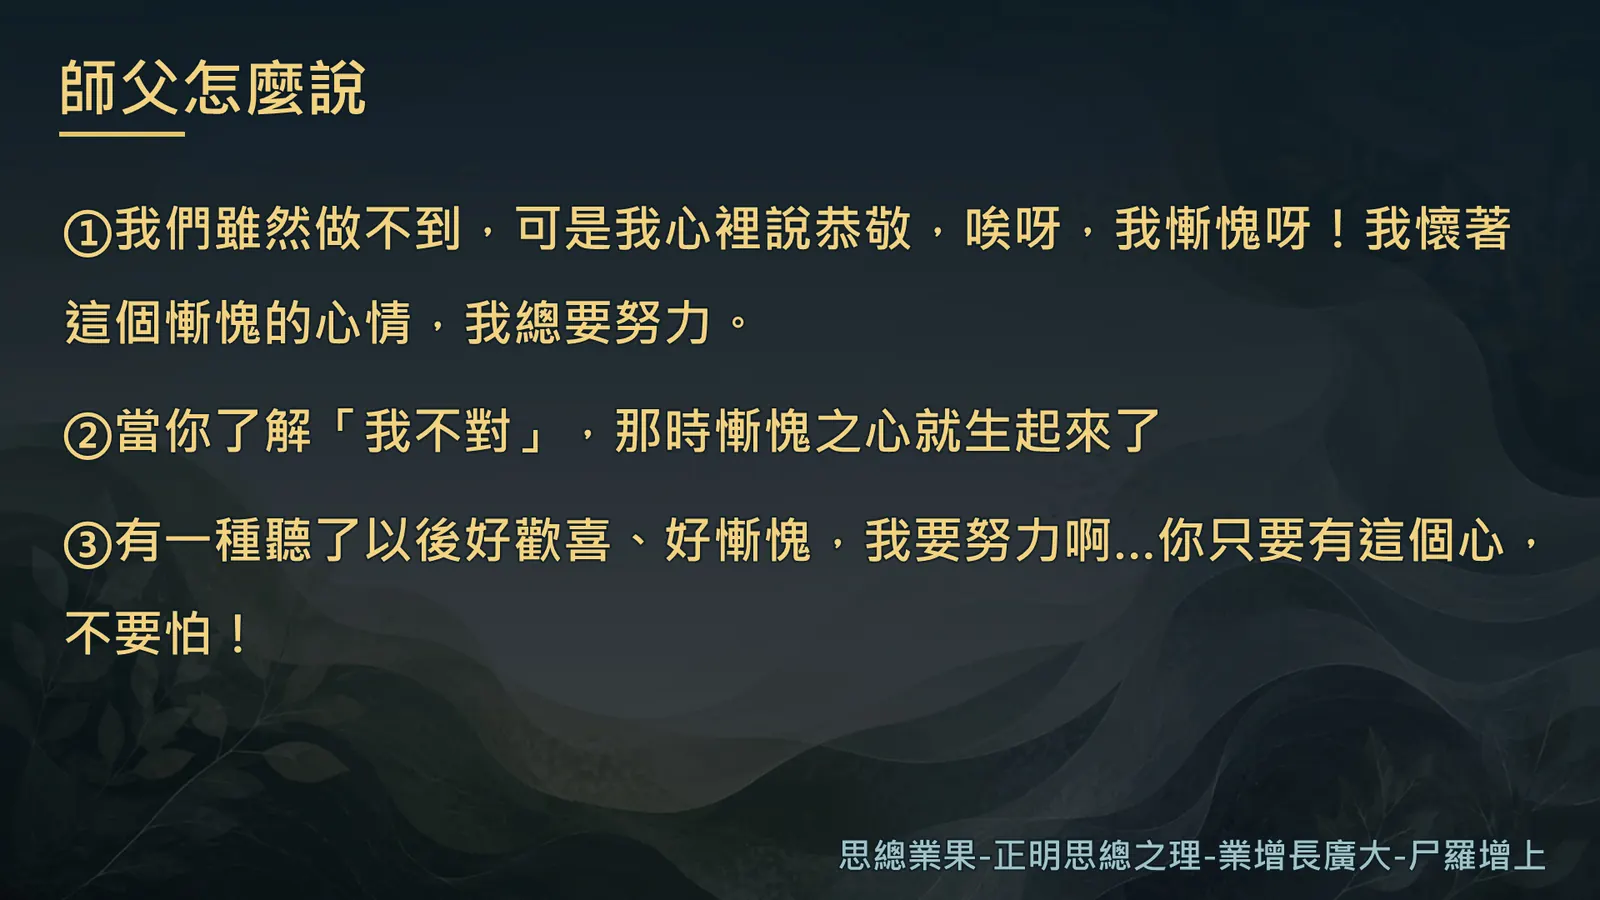 師父怎麼說
①我們雖然做不到，可是我心裡說恭敬，唉呀，我慚愧呀！我懷著
這個慚愧的心情，我總要努力。
②當你了解「我不對」，那時慚愧之心就生起來了
③有一種聽了以後好歡喜、好慚愧，我要努力啊...你只要有這個心，
不要怕！
思總業果-正明思總之理-業增長廣大-尸羅增上